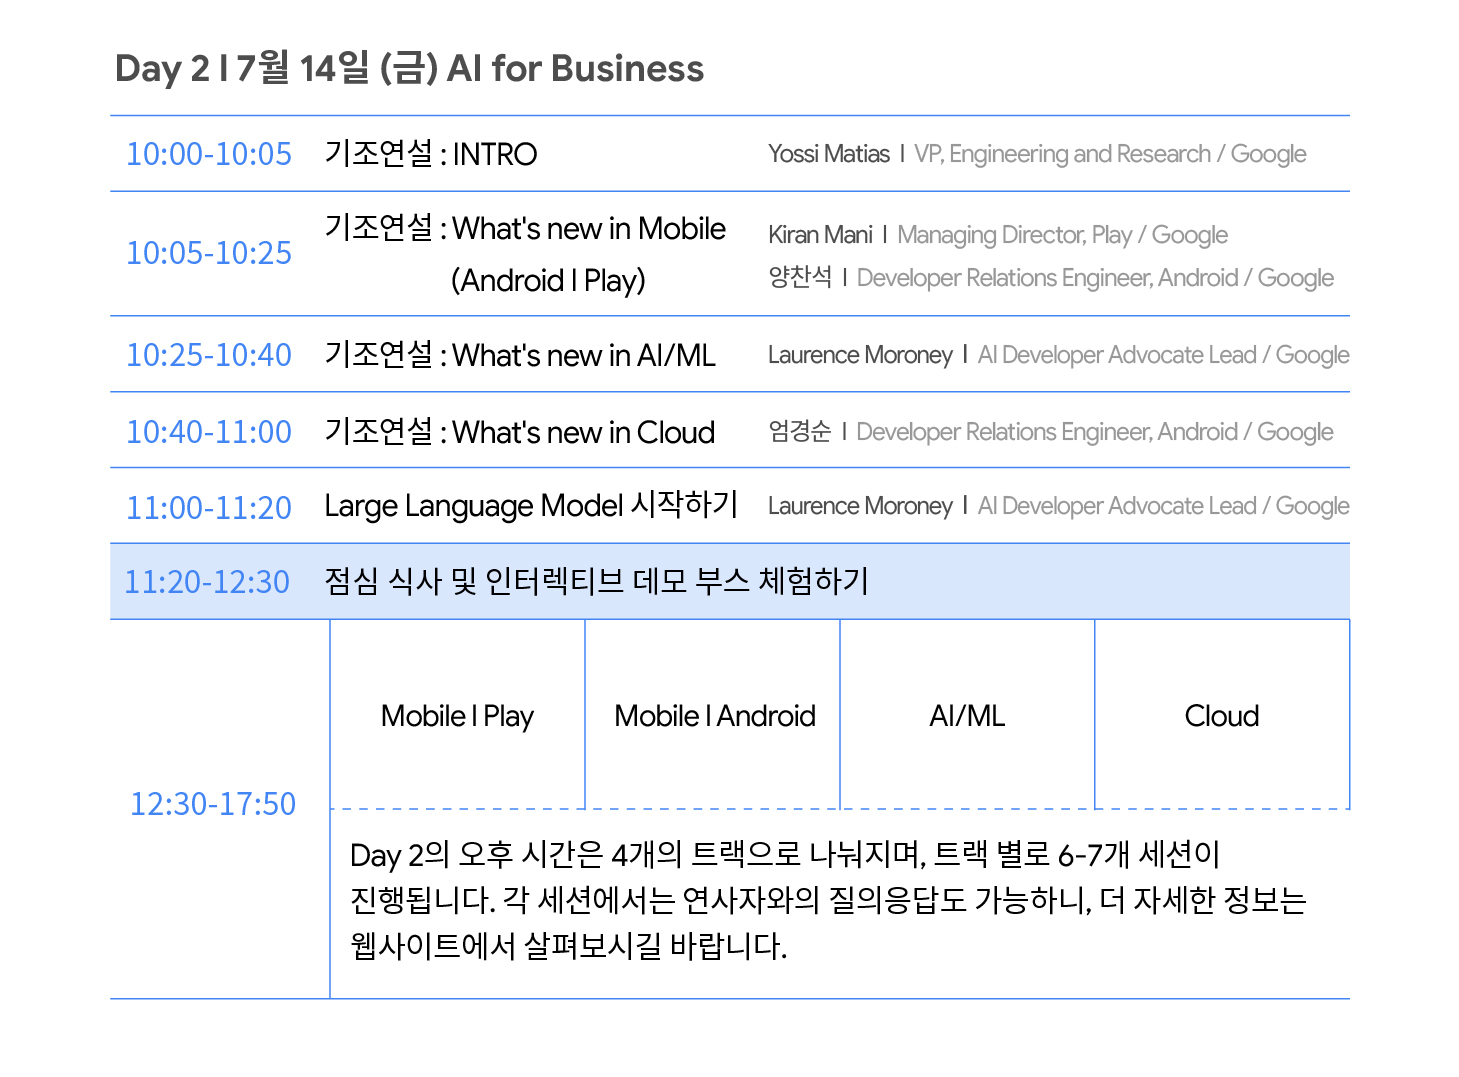 Day 2 I 7월 14일 (금) AI for Business
10:00-10:05 기조연설 : INTRO Yossi Matias I VP, Engineering and Research / Google
10:05-10:25 기조연설 : What's new in Mobile
(Android I Play)
Kiran Mani I Managing Director, Play / Google
양찬석 I Developer Relations Engineer, Android / Google
10:25-10:40 기조연설 : What's new in AI/ML Laurence Moroney I AI Developer Advocate Lead / Google
10:40-11:00 기조연설 : What's new in Cloud 엄경순 I Developer Relations Engineer, Android / Google
11:00-11:20 Large Language Model 시작하기 Laurence Moroney I AI Developer Advocate Lead / Google
11:20-12:30 점심 식사 및 인터렉티브 데모 부스 체험하기
12:30-17:50
Mobile I Play Mobile I Android AI/ML Cloud
Day 2의 오후 시간은 4개의 트랙으로 나눠지며, 트랙 별로 6-7개 세션이
진행됩니다. 각 세션에서는 연사자와의 질의응답도 가능하니, 더 자세한 정보는
웹사이트에서 살펴보시길 바랍니다.